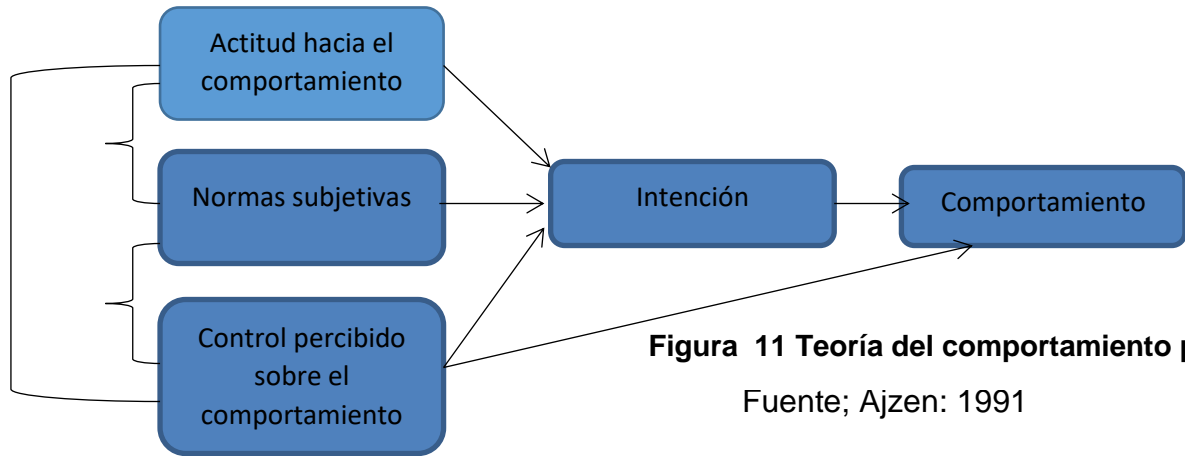 Actitud hacia el
comportamiento
Normas subjetivas
Intención
Comportamiento
Control percibido
sobre el
comportamiento
Figura 11 Teoría del comportamiento
Fuente; Ajzen: 1991